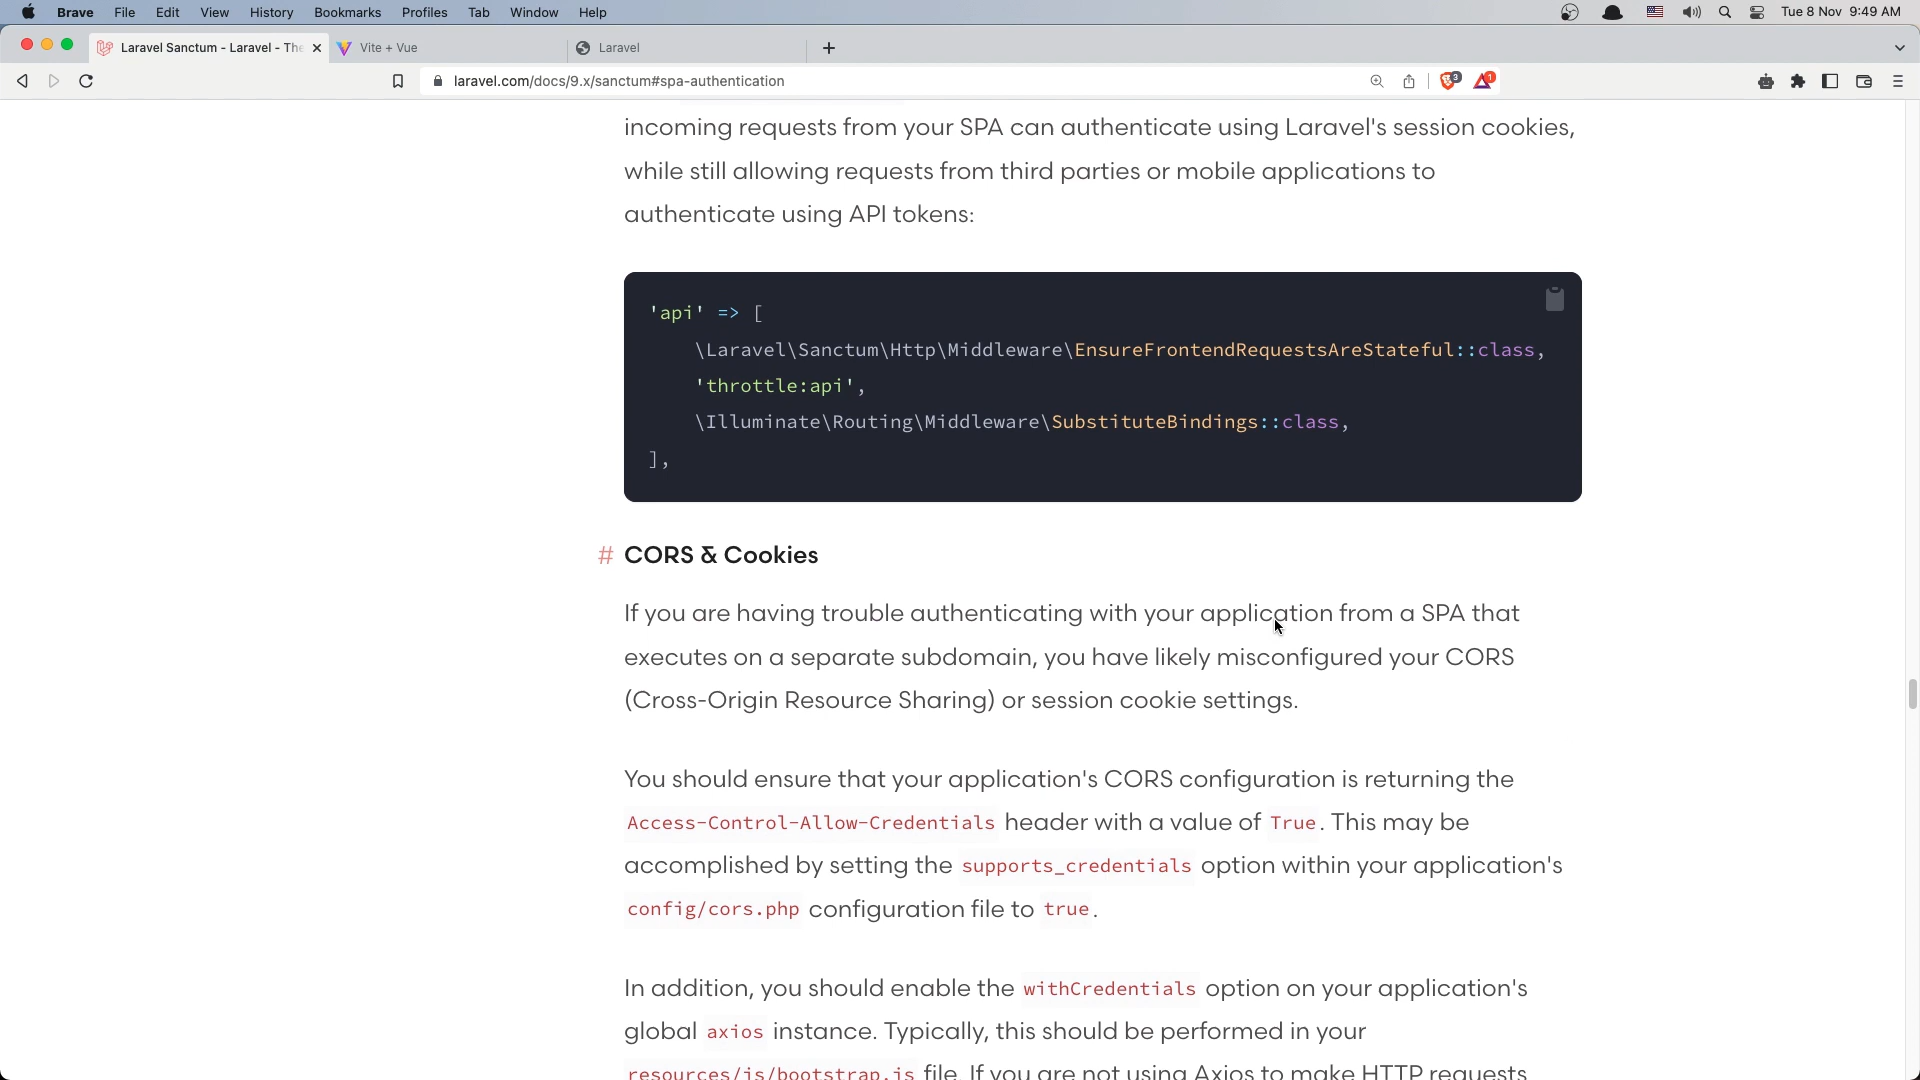 Brave File Edit View History Bookmarks Profiles Tab Window Help Tue 8 Nov 9:49 AM
Laravel Sanctum - Laravel - The Vite + Vue Laravel
laravel.com/docs/9.x/sanctum#spa-authentication 3 1
incoming requests from your SPA can authenticate using Laravel's session cookies,
while still allowing requests from third parties or mobile applications to
authenticate using API tokens:
'api' => [
\Laravel\Sanctum\Http\Middleware\EnsureFrontendRequestsAreStateful::class,
'throttle:api',
\Illuminate\Routing\Middleware\SubstituteBindings::class,
],
# CORS & Cookies
If you are having trouble authenticating with your application from a SPA that
executes on a separate subdomain, you have likely misconfigured your CORS
(Cross-Origin Resource Sharing) or session cookie settings.
You should ensure that your application's CORS configuration is returning the
Access-Control-Allow-Credentials header with a value of True. This may be
accomplished by setting the supports_credentials option within your application's
config/cors.php configuration file to true.
In addition, you should enable the withCredentials option on your application's
global axios instance. Typically, this should be performed in your
resources/js/bootstrap.js file. If you are not using Axios to make HTTP requests